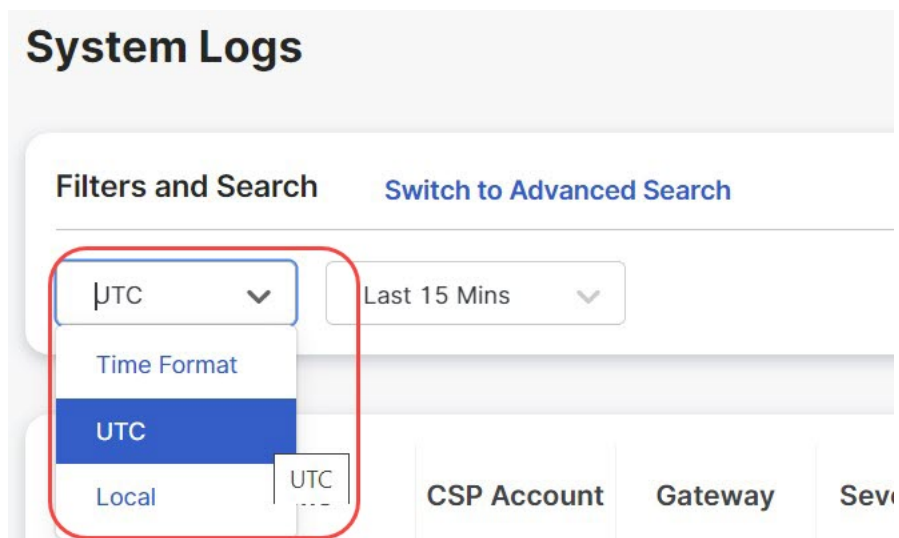 System Logs
Filters and Search Switch to Advanced Search
UTC Last 15 Mins
Time Format
UTC
UTC
Local
CSP Account Gateway